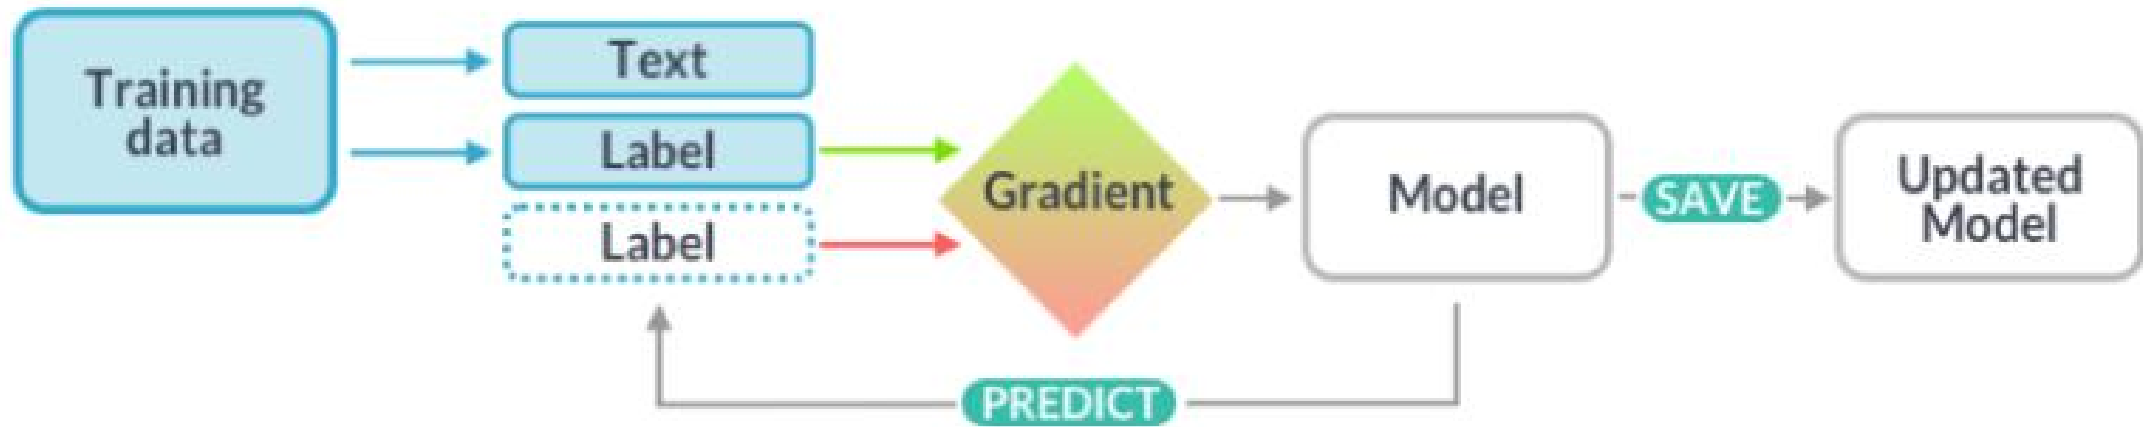 Training
data
Text
Label
Label
Gradient
Model
SAVE
Updated
Model
PREDICT